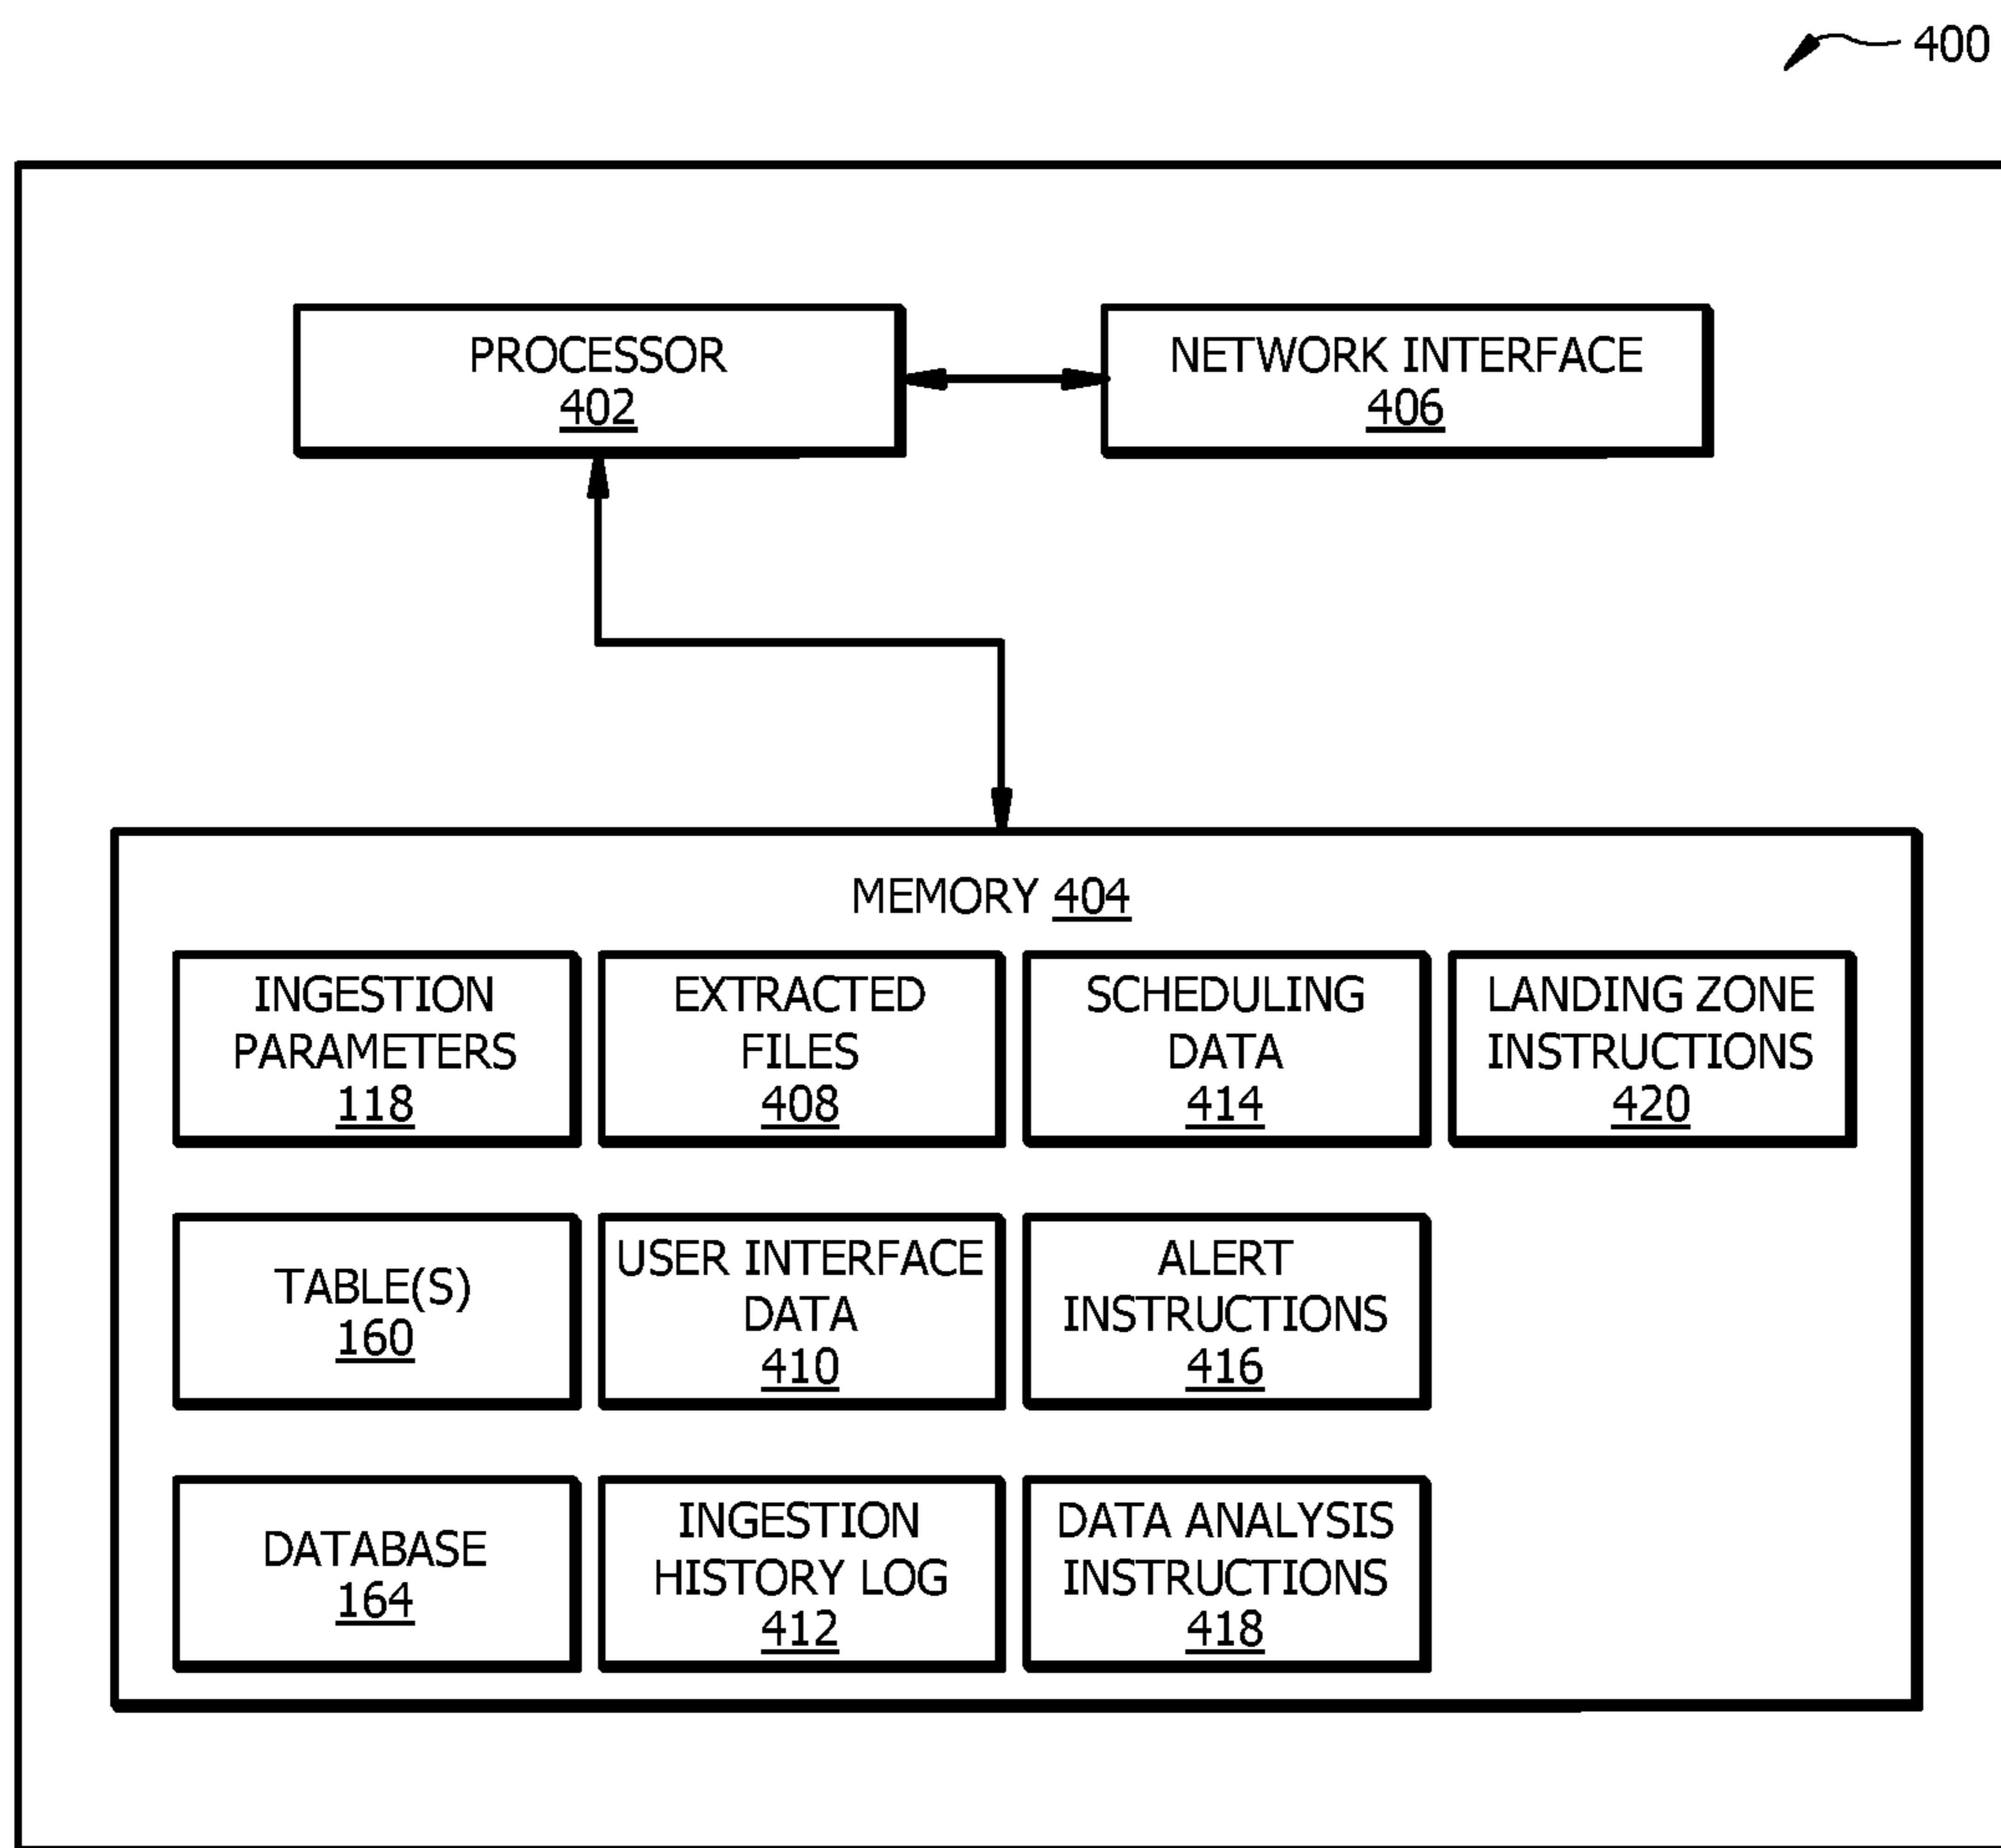 400
PROCESSOR
402
NETWORK INTERFACE
406
MEMORY 404
INGESTION
PARAMETERS
118
EXTRACTED
FILES
408
SCHEDULING
DATA
414
LANDING ZONE
INSTRUCTIONS
420
TABLE(S)
160
USER INTERFACE
DATA
410
ALERT
INSTRUCTIONS
416
DATABASE
164
INGESTION
HISTORY LOG
412
DATA ANALYSIS
INSTRUCTIONS
418